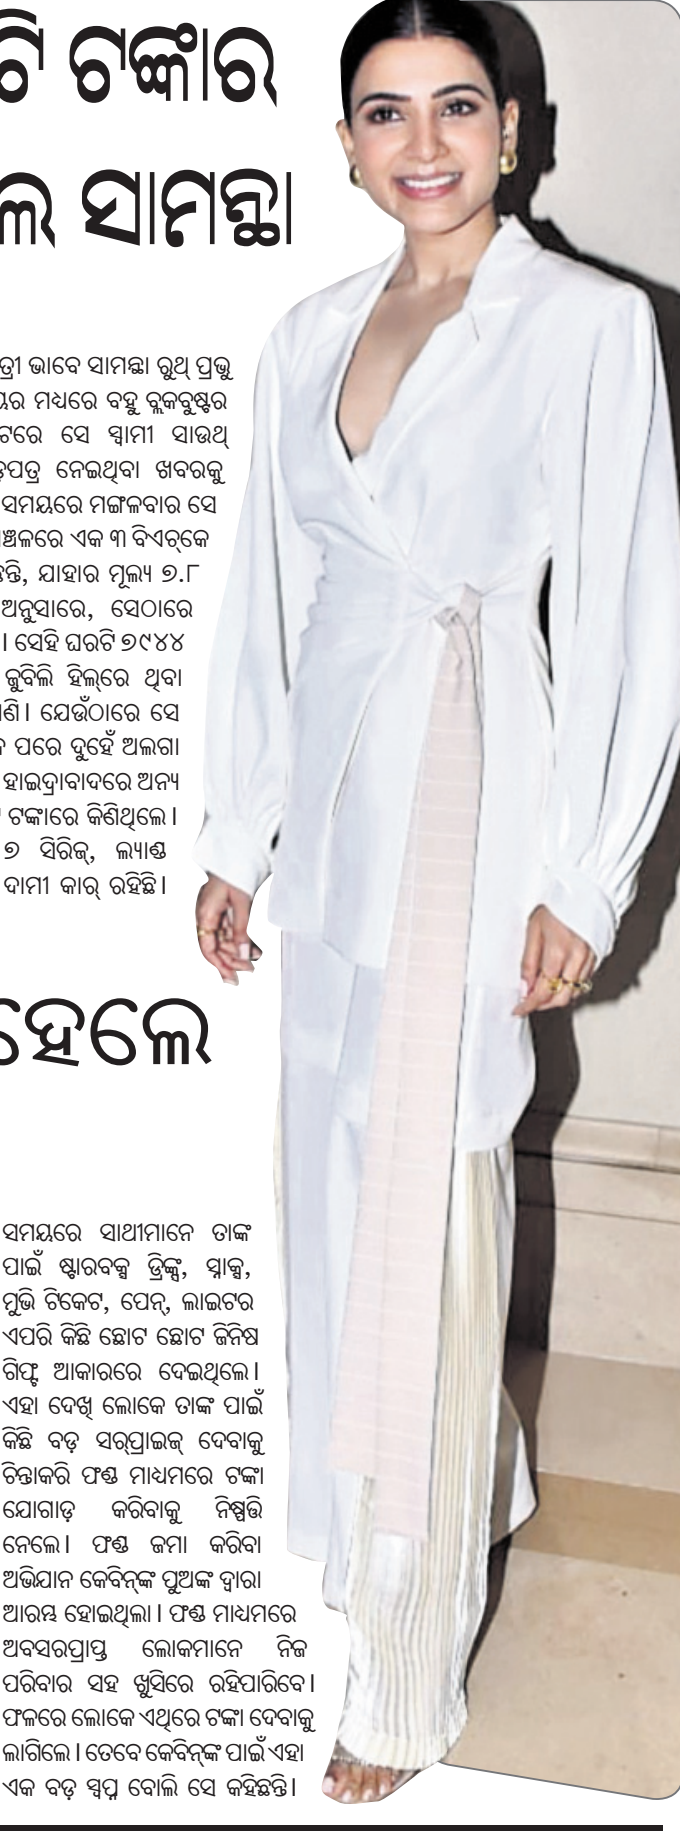 ଟି ଟଙ୍କାର
ଲ ସାମନ୍ଥା
ତ୍ରୀ ଭାବେ ସାମନ୍ଥା ରୁଥ୍ ପ୍ରଭୁ
ୟର ମଧ୍ୟରେ ବହୁ ବ୍ଲକବୁଷ୍ଟର
ଟରେ ସେ ସ୍ୱାମୀ ସାଉଥ୍
ଡ଼ପତ୍ର ନେଇଥିବା ଖବରକୁ
ସମୟରେ ମଙ୍ଗଳବାର ସେ
ଞ୍ଚଳରେ ଏକ ୩ ବିଏଚ୍‌କେ
ଛନ୍ତି, ଯାହାର ମୂଲ୍ୟ ୭.୮
ଅନୁସାରେ, ସେଠାରେ
। ସେହି ଘରଟି ୭୯୪୪
ଜୁବିଲି ହିଲ୍‌ରେ ଥିବା
ଣି। ଯେଉଁଠାରେ ସେ
ପରେ ଦୁହେଁ ଅଲଗା
ହାଇଦ୍ରାବାଦରେ ଅନ୍ୟ
ଟଙ୍କାରେ କିଣିଥିଲେ।
୭ ସିରିଜ୍, ଲ୍ୟାଣ୍ଡ
ଦାମୀ କାର୍ ରହିଛି।
ହେଲେ
ସମୟରେ ସାଥୀମାନେ ତାଙ୍କ
ପାଇଁ ଷ୍ଟାରବକ୍ସ ଡ୍ରିଙ୍କ୍ସ, ସ୍ନାକ୍ସ,
ମୁଭି ଟିକେଟ, ପେନ୍, ଲାଇଟର
ଏପରି କିଛି ଛୋଟ ଛୋଟ ଜିନିଷ
ଗିଫ୍ଟ ଆକାରରେ ଦେଇଥିଲେ।
ଏହା ଦେଖି ଲୋକେ ତାଙ୍କ ପାଇଁ
କିଛି ବଡ଼ ସର୍‌ପ୍ରାଇଜ୍ ଦେବାକୁ
ଚିନ୍ତାକରି ଫଣ୍ଡ ମାଧ୍ୟମରେ ଟଙ୍କା
ଯୋଗାଡ଼ କରିବାକୁ ନିଷ୍ପତ୍ତି
ନେଲେ। ଫଣ୍ଡ ଜମା କରିବା
ଅଭିଯାନ କେବିନ୍‌ଙ୍କ ପୁଅଙ୍କ ଦ୍ୱାରା
ଆରମ୍ଭ ହୋଇଥିଲା। ଫଣ୍ଡ ମାଧ୍ୟମରେ
ଅବସରପ୍ରାପ୍ତ ଲୋକମାନେ ନିଜ
ପରିବାର ସହ ଖୁସିରେ ରହିପାରିବେ।
ଫଳରେ ଲୋକେ ଏଥିରେ ଟଙ୍କା ଦେବାକୁ
ଲାଗିଲେ। ତେବେ କେବିନ୍‌ଙ୍କ ପାଇଁ ଏହା
ଏକ ବଡ଼ ସ୍ୱପ୍ନ ବୋଲି ସେ କହିଛନ୍ତି।